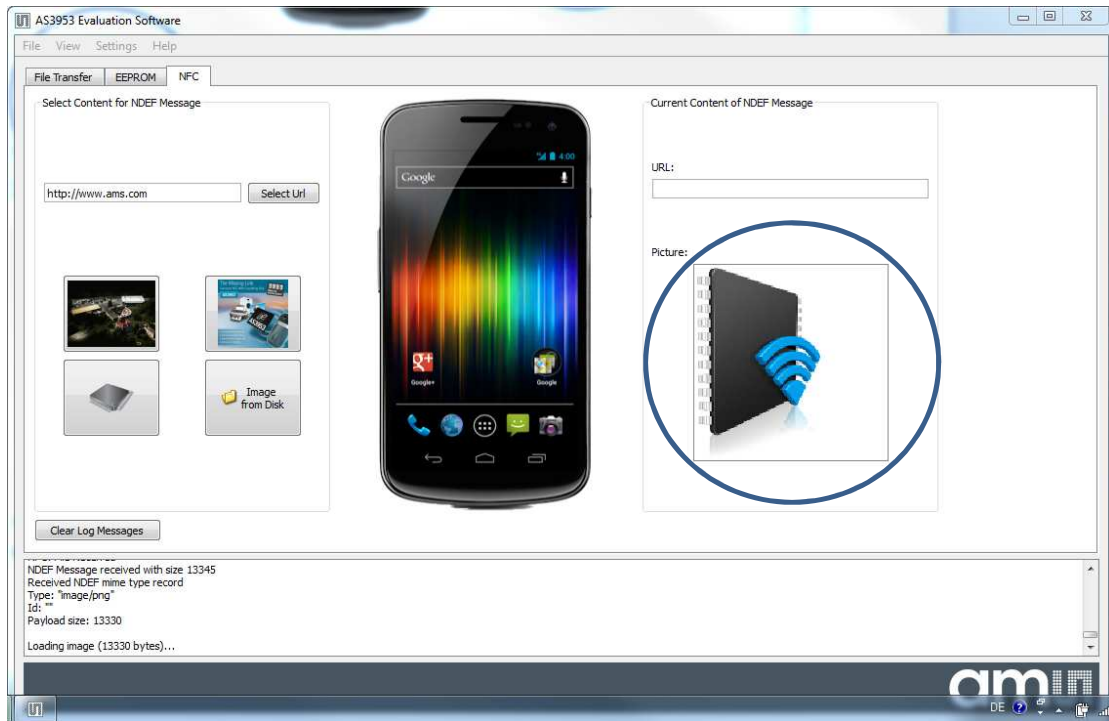 AS3953 Evaluation Software
File View Settings Help
File Transfer EEPROM NFC
Select Content for NDEF Message
http://www.ams.com Select Url
Image
from Disk
Clear Log Messages
4:00
Google
Google+ Google
Current Content of NDEF Message
URL:
Picture:
NDEF Message received with size 13345
Received NDEF mime type record
Type: "image/png"
Id: ""
Payload size: 13330
Loading image (13330 bytes)...
am
DE